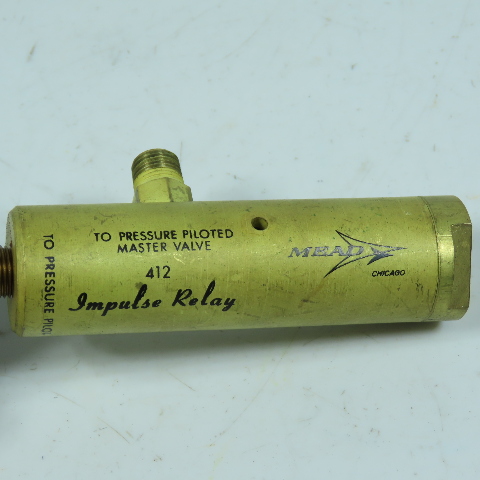 TO PRESSURE PILOTED
MASTER VALVE
412
Impulse Relay
MEAD
CHICAGO
TO PRESSURE